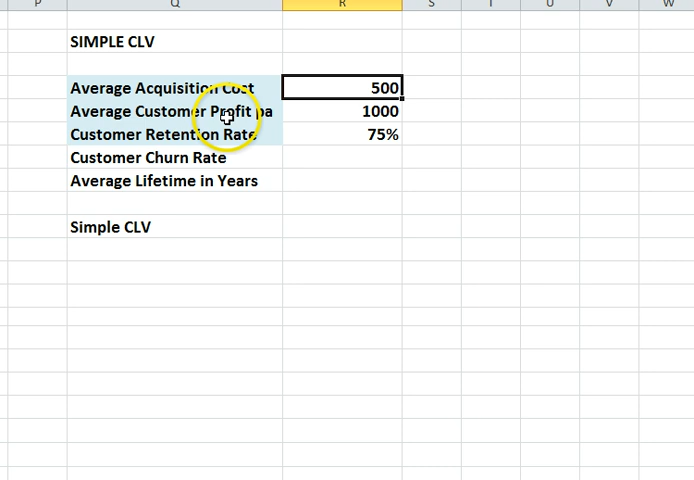 P Q R S T U V W
SIMPLE CLV
Average Acquisition Cost 500
Average Customer Profit pa 1000
Customer Retention Rate 75%
Customer Churn Rate
Average Lifetime in Years
Simple CLV